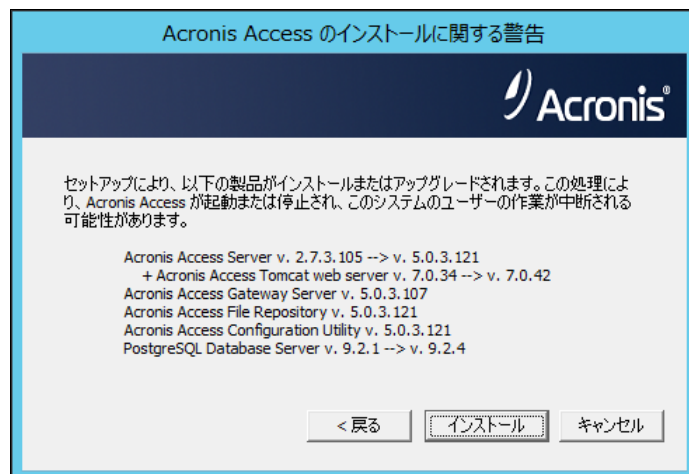 Acronis Access のインストールに関する警告
Acronis®
セットアップにより、以下の製品がインストールまたはアップグレードされます。この処理によ
り、Acronis Access が起動または停止され、このシステムのユーザーの作業が中断される
可能性があります。
Acronis Access Server v. 2.7.3.105 --> v. 5.0.3.121
+ Acronis Access Tomcat web server v. 7.0.34 --> v. 7.0.42
Acronis Access Gateway Server v. 5.0.3.107
Acronis Access File Repository v. 5.0.3.121
Acronis Access Configuration Utility v. 5.0.3.121
PostgreSQL Database Server v. 9.2.1 --> v. 9.2.4
< 戻る
インストール
キャンセル